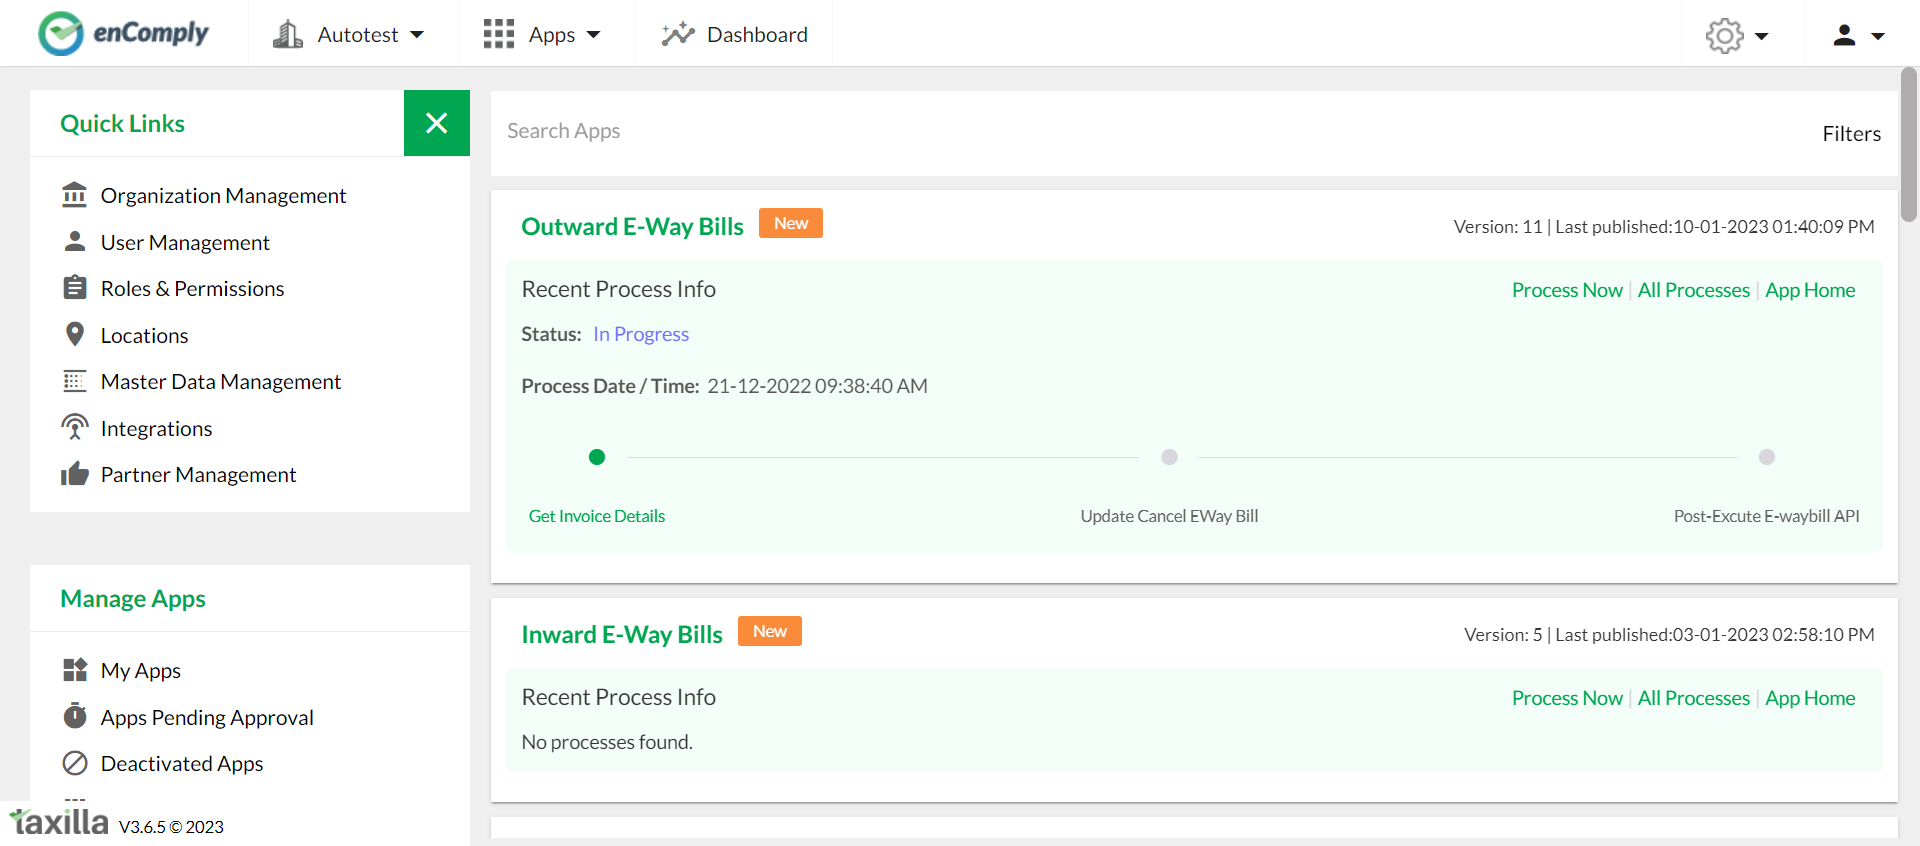 enComply
Autotest
Apps
Dashboard
Quick Links
Organization Management
User Management
Roles & Permissions
Locations
Master Data Management
Integrations
Partner Management
Manage Apps
My Apps
Apps Pending Approval
Deactivated Apps
taxilla V3.6.5 © 2023
Search Apps
Filters
Outward E-Way Bills New
Version: 11 | Last published:10-01-2023 01:40:09 PM
Recent Process Info
Process Now | All Processes | App Home
Status: In Progress
Process Date / Time: 21-12-2022 09:38:40 AM
Get Invoice Details
Update Cancel EWay Bill
Post-Excute E-waybill API
Inward E-Way Bills New
Version: 5 | Last published:03-01-2023 02:58:10 PM
Recent Process Info
Process Now | All Processes | App Home
No processes found.